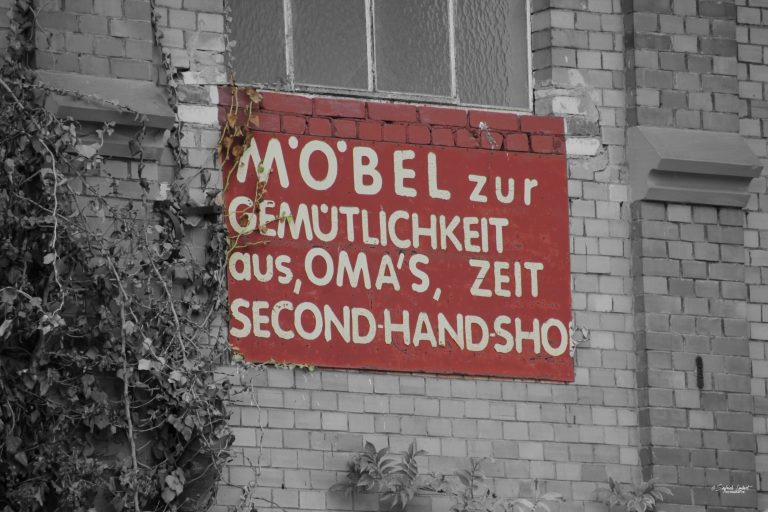 MÖBEL zur
GEMÜTLICHKEIT
aus, OMA'S, ZEIT
SECOND-HAND-SHO